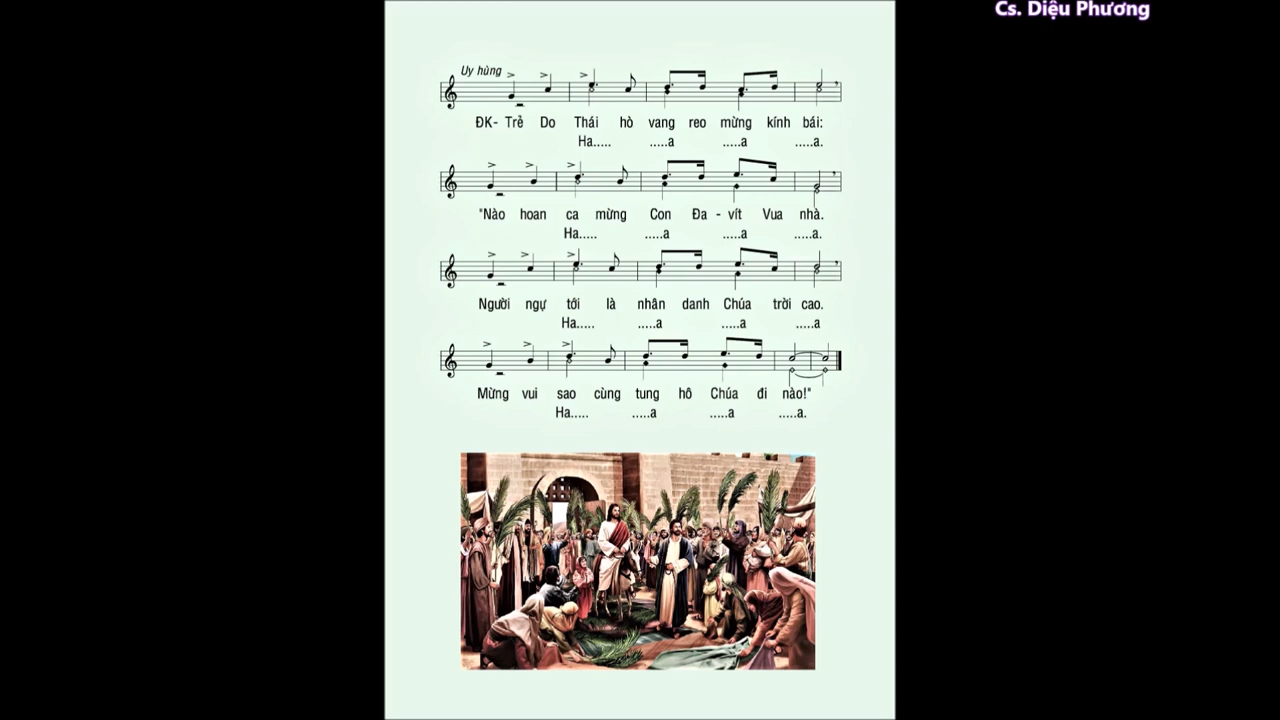 Cs. Diệu Phương
Uy hùng
ĐK- Trẻ Do Thái hò vang reo mừng kính bái:
Ha..... .....a .....a .....a.
"Nào hoan ca mừng Con Đa - vít Vua nhà.
Ha..... .....a .....a .....a.
Người ngự tới là nhân danh Chúa trời cao.
Ha..... .....a .....a .....a
Mừng vui sao cùng tung hô Chúa đi nào!"
Ha..... .....a .....a .....a.